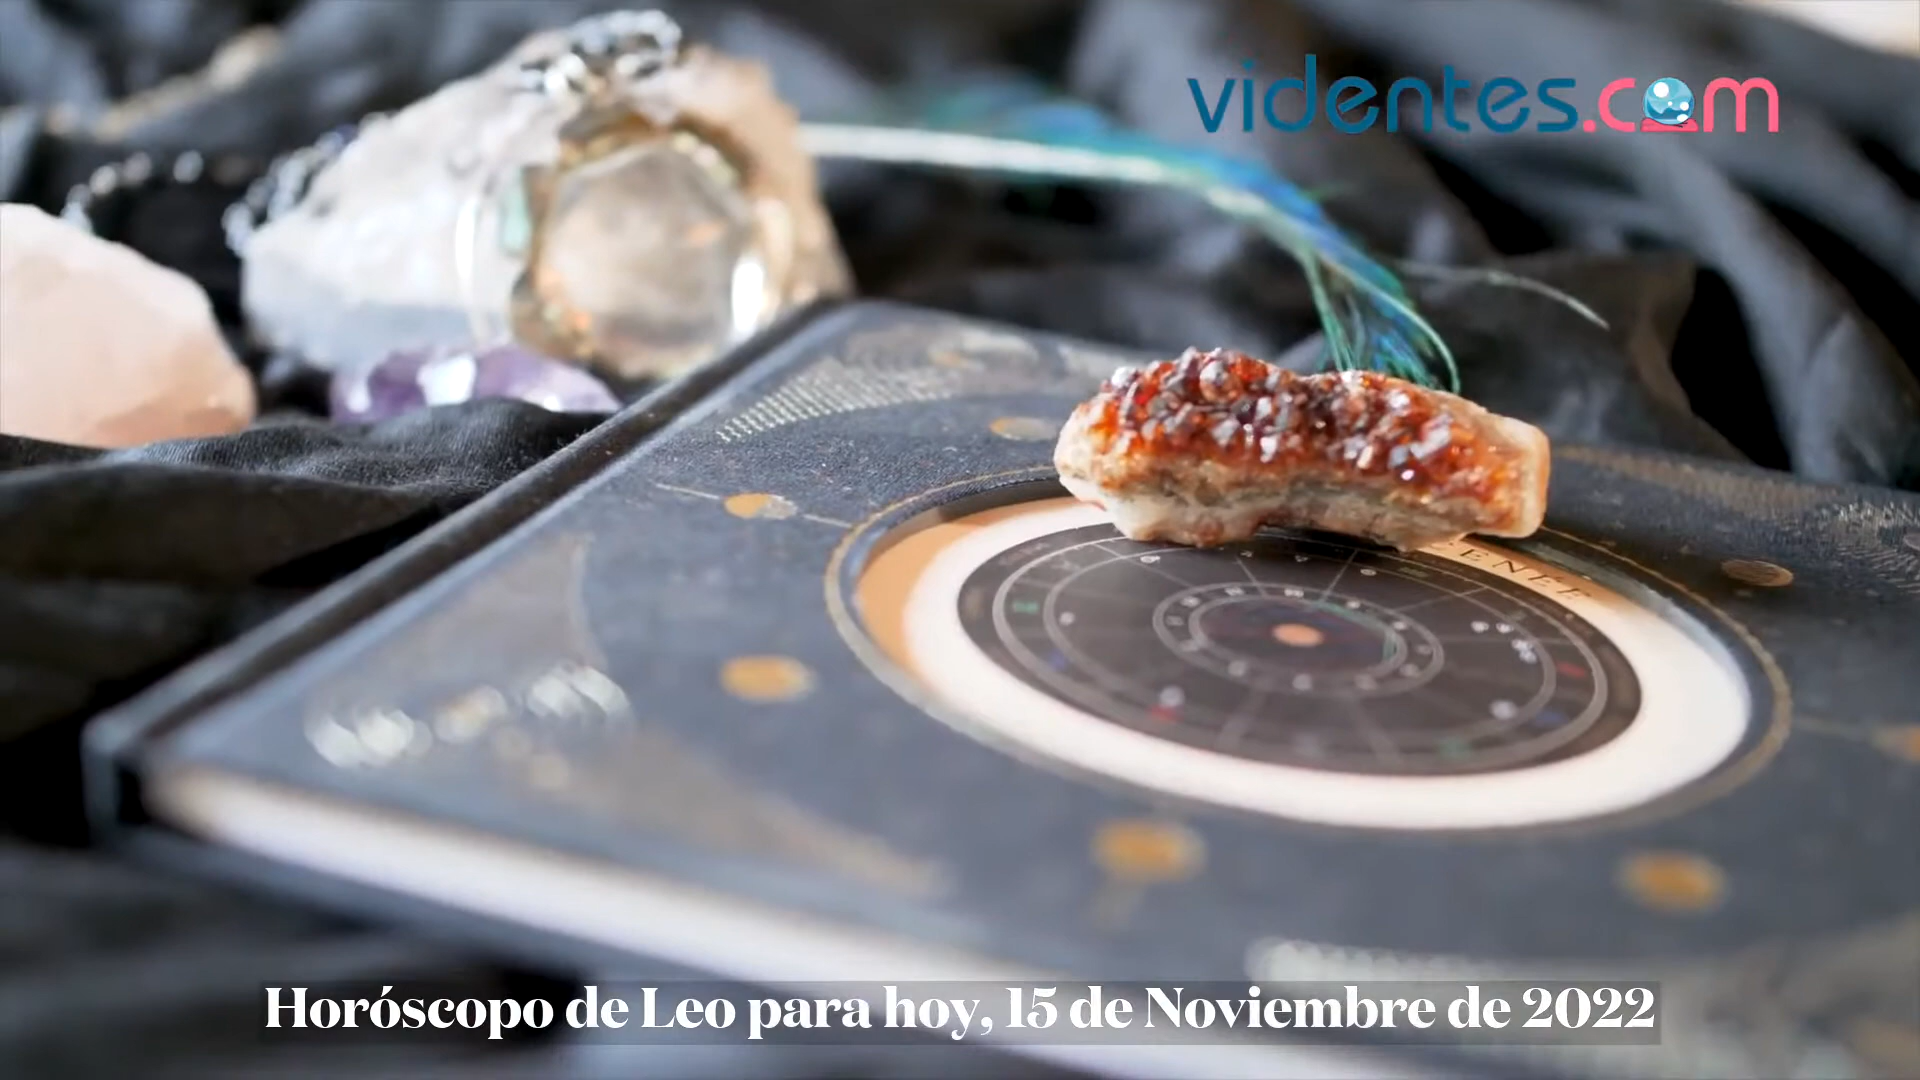 videntes.com
Horóscopo de Leo para hoy, 15 de Noviembre de 2022